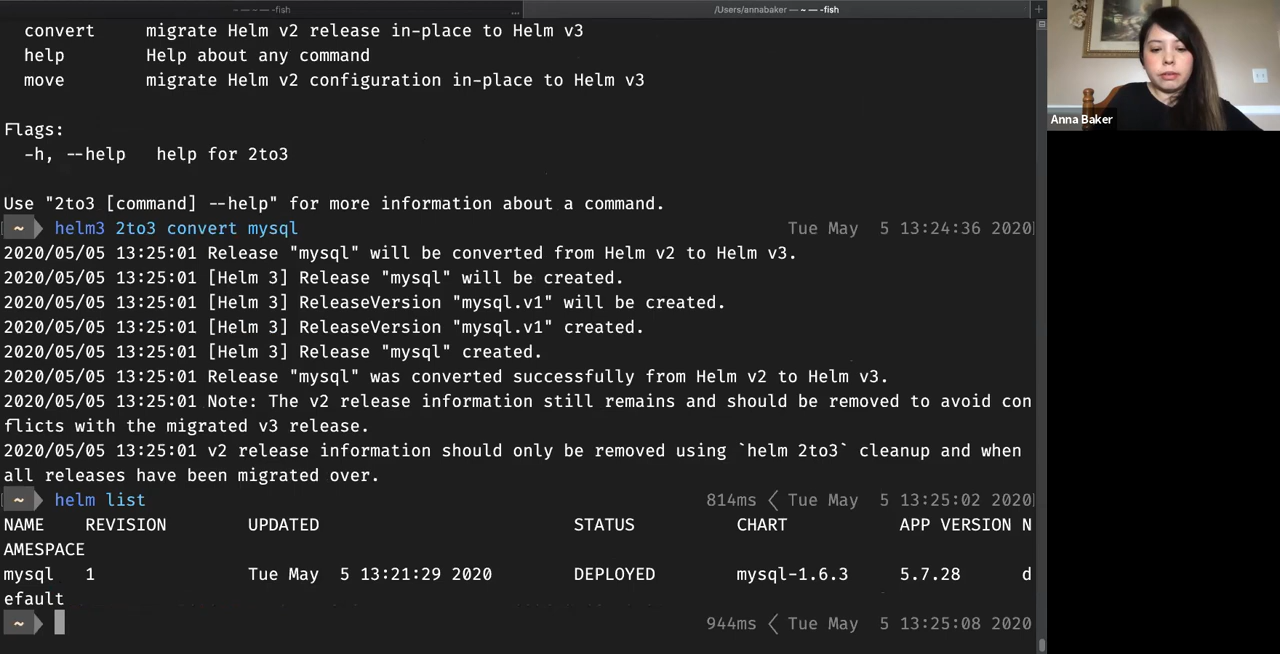 ~ — ~ — -fish
...
/Users/annabaker — ~ — -fish
+
convert     migrate Helm v2 release in-place to Helm v3
help        Help about any command
move        migrate Helm v2 configuration in-place to Helm v3
Flags:
-h, --help   help for 2to3
Use "2to3 [command] --help" for more information about a command.
~ helm3 2to3 convert mysql Tue May  5 13:24:36 2020
2020/05/05 13:25:01 Release "mysql" will be converted from Helm v2 to Helm v3.
2020/05/05 13:25:01 [Helm 3] Release "mysql" will be created.
2020/05/05 13:25:01 [Helm 3] ReleaseVersion "mysql.v1" will be created.
2020/05/05 13:25:01 [Helm 3] ReleaseVersion "mysql.v1" created.
2020/05/05 13:25:01 [Helm 3] Release "mysql" created.
2020/05/05 13:25:01 Release "mysql" was converted successfully from Helm v2 to Helm v3.
2020/05/05 13:25:01 Note: The v2 release information still remains and should be removed to avoid con
flicts with the migrated v3 release.
2020/05/05 13:25:01 v2 release information should only be removed using `helm 2to3` cleanup and when
all releases have been migrated over.
~ helm list 814ms < Tue May  5 13:25:02 2020
NAME    REVISION        UPDATED                         STATUS          CHART           APP VERSION N
AMESPACE
mysql   1               Tue May  5 13:21:29 2020        DEPLOYED        mysql-1.6.3     5.7.28      d
efault
~ 944ms < Tue May  5 13:25:08 2020
Anna Baker